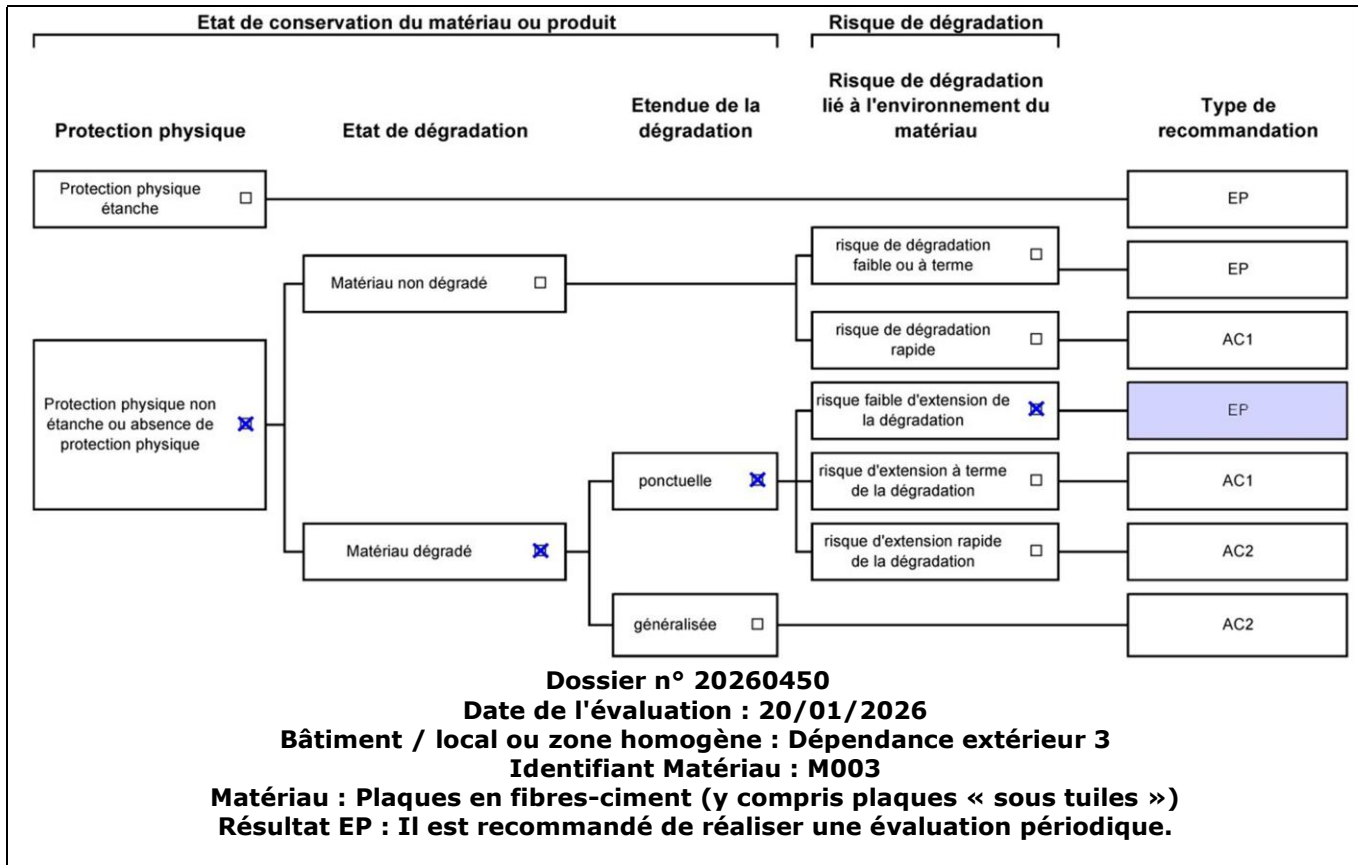 Etat de conservation du matériau ou produit
Risque de dégradation
Protection physique
Etat de dégradation
Etendue de la
dégradation
Risque de dégradation
lié à l'environnement du
matériau
Type de
recommandation
Protection physique
étanche
EP
Matériau non dégradé
risque de dégradation
faible ou à terme
EP
risque de dégradation
rapide
AC1
Protection physique non
étanche ou absence de
protection physique
risque faible d'extension de
la dégradation
EP
ponctuelle
risque d'extension à terme
de la dégradation
AC1
Matériau dégradé
risque d'extension rapide
de la dégradation
AC2
généralisée
AC2
Dossier n° 20260450
Date de l'évaluation : 20/01/2026
Bâtiment / local ou zone homogène : Dépendance extérieur 3
Identifiant Matériau : M003
Matériau : Plaques en fibres-ciment (y compris plaques « sous tuiles »)
Résultat EP : Il est recommandé de réaliser une évaluation périodique.